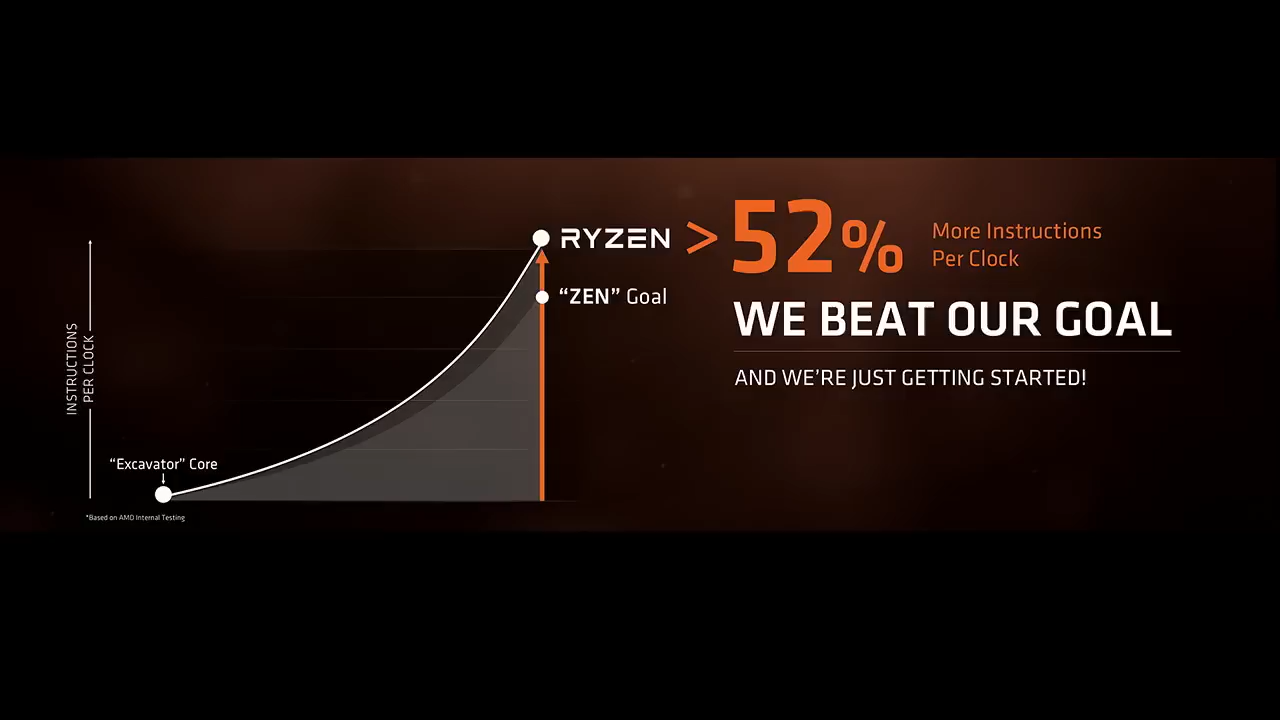 RYZEN > 52% More Instructions
Per Clock
"ZEN" Goal
WE BEAT OUR GOAL
AND WE'RE JUST GETTING STARTED!
INSTRUCTIONS
PER CLOCK
"Excavator" Core
*Based on AMD Internal Testing